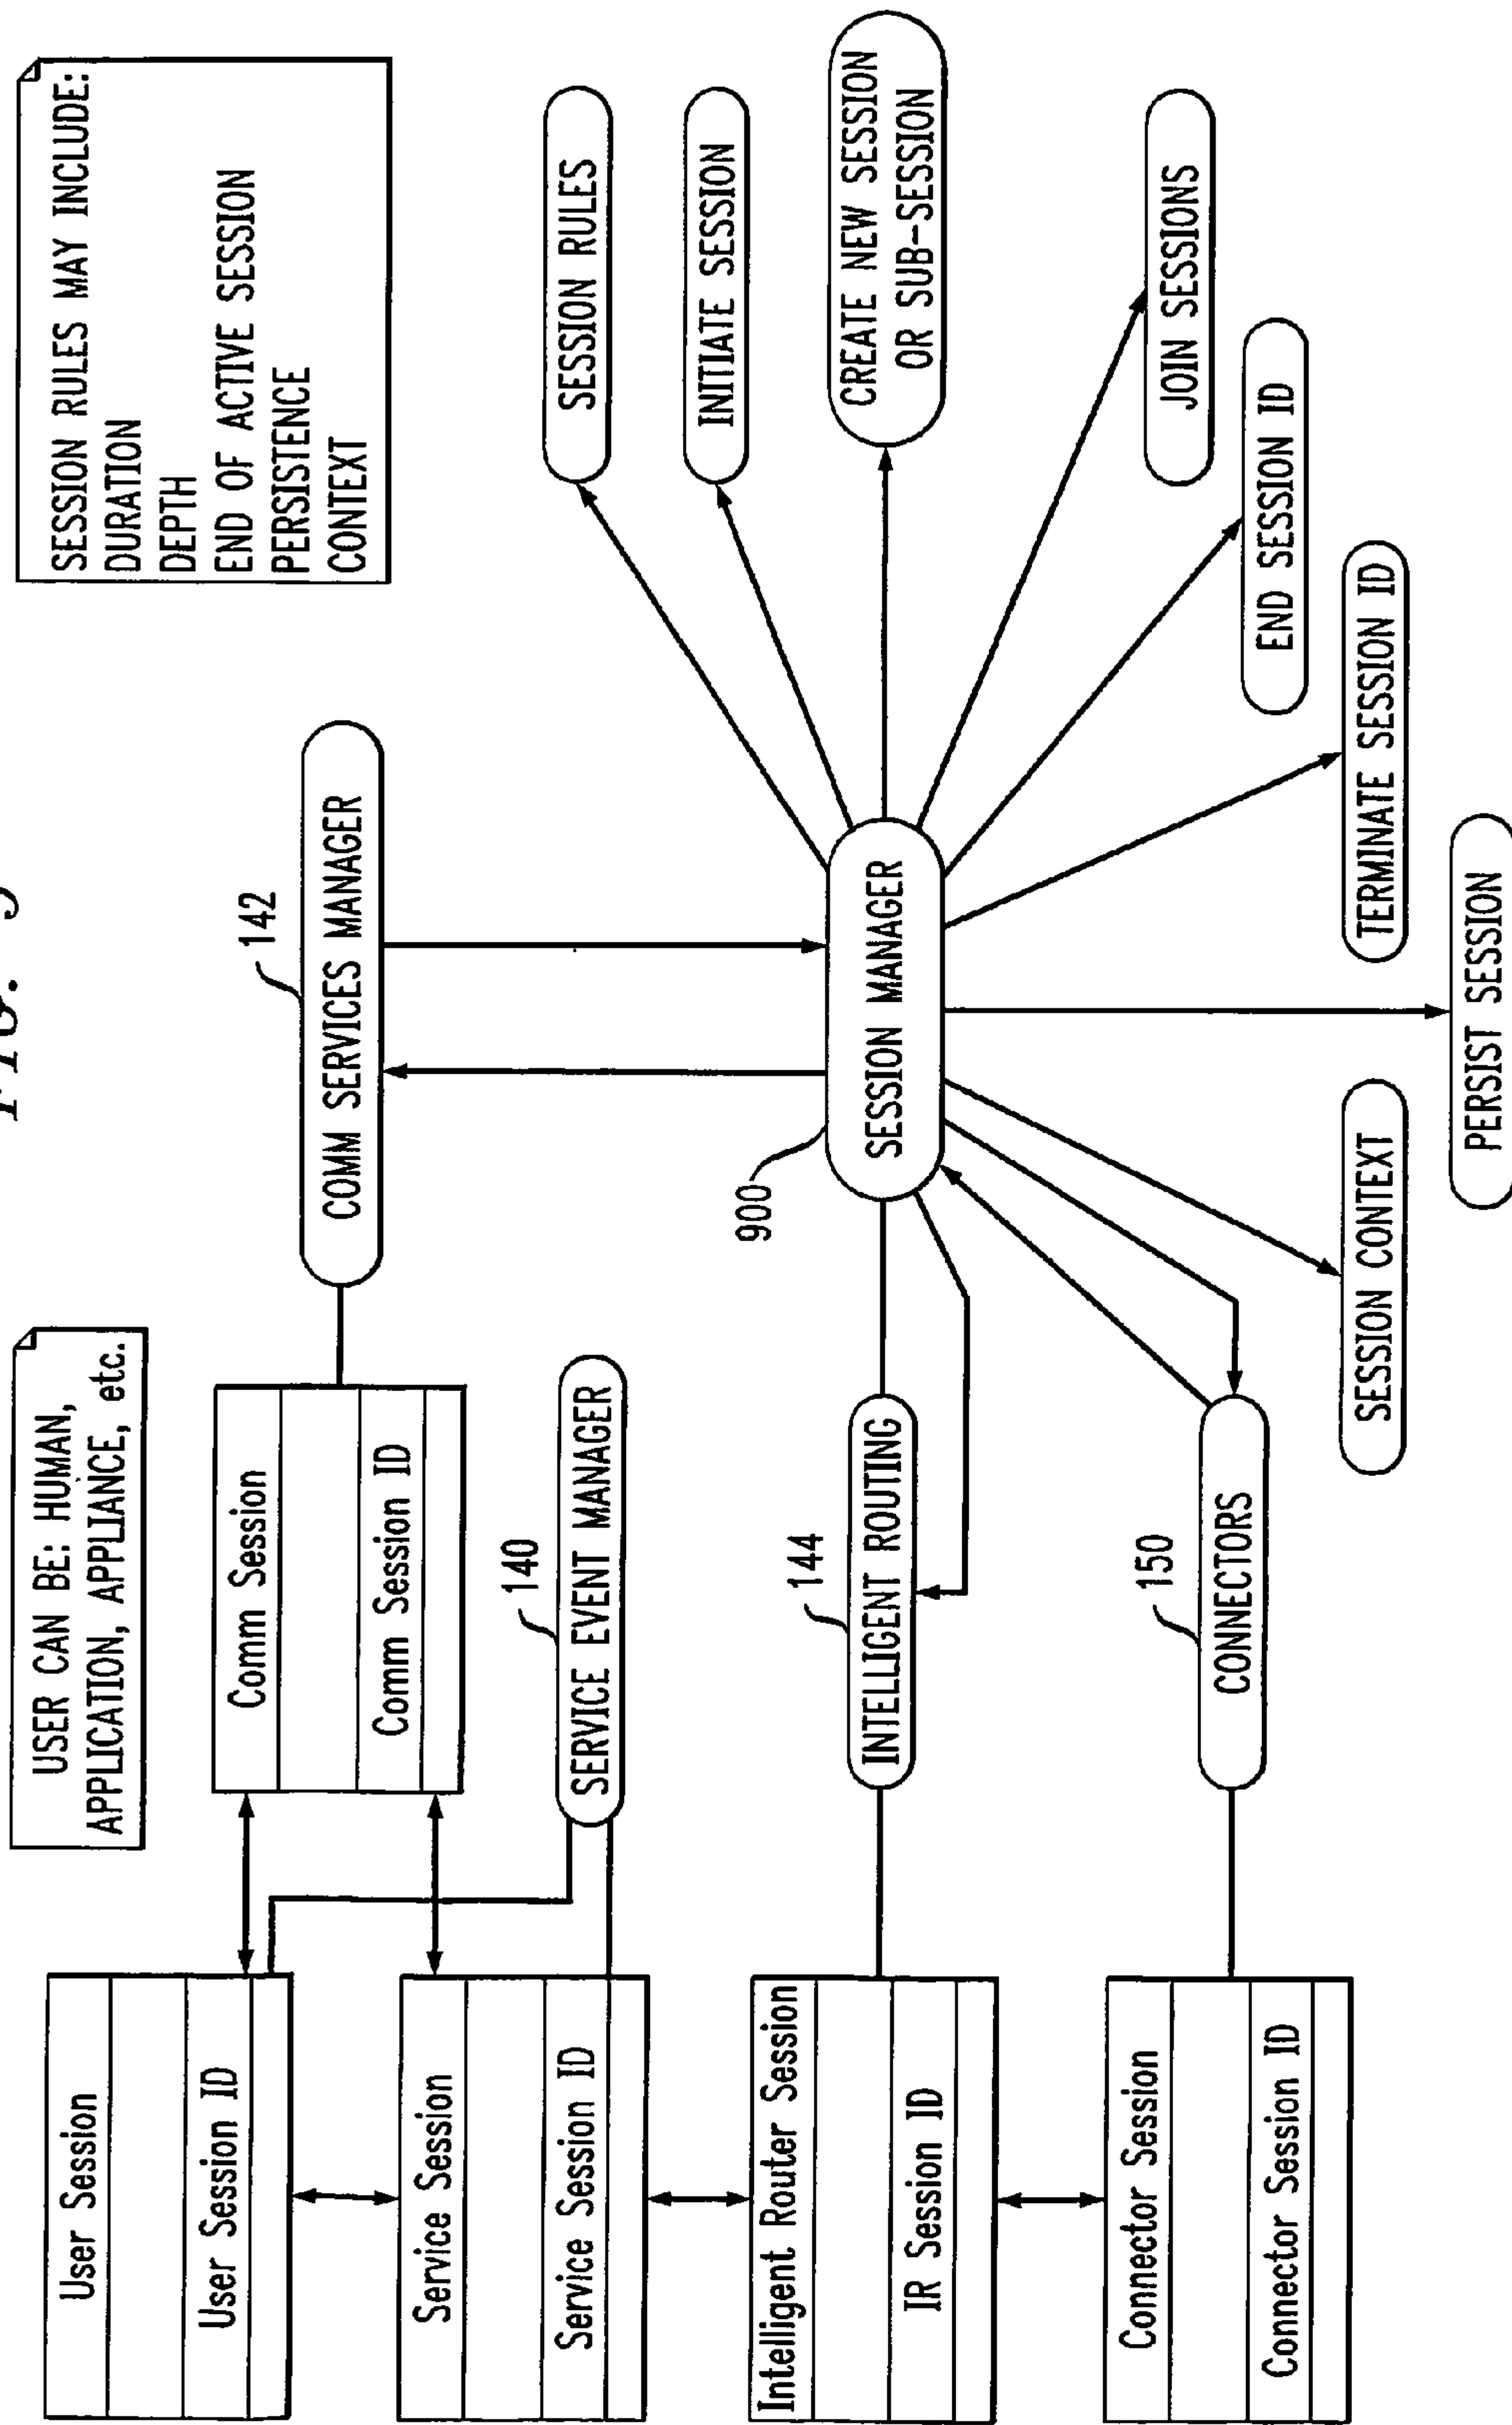 FIG. 9
USER CAN BE: HUMAN,
APPLICATION, APPLIANCE, etc.
SESSION RULES MAY INCLUDE:
DURATION
DEPTH
END OF ACTIVE SESSION
PERSISTENCE
CONTEXT
User Session
User Session ID
Comm Session
Comm Session ID
142
COMM SERVICES MANAGER
Service Session
Service Session ID
140
SERVICE EVENT MANAGER
SESSION RULES
INITIATE SESSION
Intelligent Router Session
IR Session ID
144
INTELLIGENT ROUTING
900
SESSION MANAGER
CREATE NEW SESSION
OR SUB-SESSION
Connector Session
Connector Session ID
150
CONNECTORS
JOIN SESSIONS
END SESSION ID
SESSION CONTEXT
TERMINATE SESSION ID
PERSIST SESSION